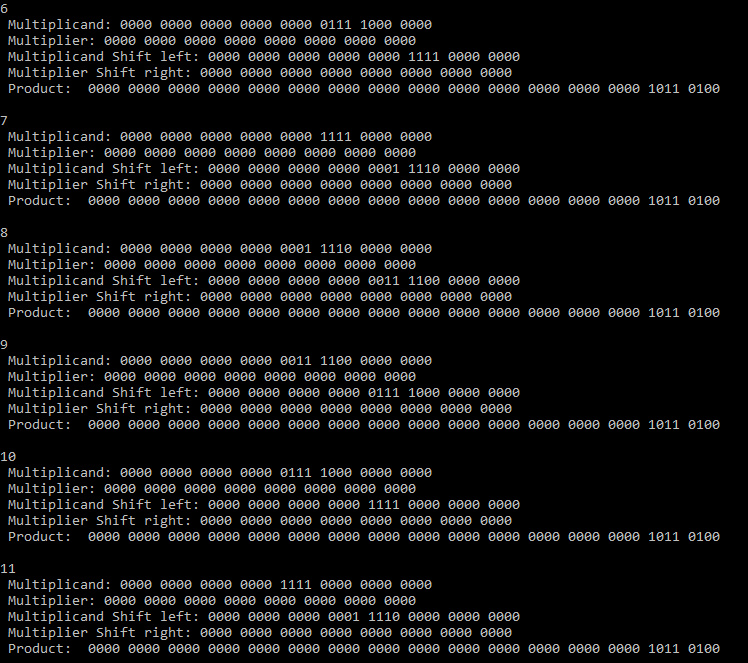 6
Multiplicand: 0000 0000 0000 0000 0000 0111 1000 0000
Multiplier: 0000 0000 0000 0000 0000 0000 0000 0000
Multiplicand Shift left: 0000 0000 0000 0000 0000 1111 0000 0000
Multiplier Shift right: 0000 0000 0000 0000 0000 0000 0000 0000
Product:  0000 0000 0000 0000 0000 0000 0000 0000 0000 0000 0000 0000 0000 0000 1011 0100
7
Multiplicand: 0000 0000 0000 0000 0000 1111 0000 0000
Multiplier: 0000 0000 0000 0000 0000 0000 0000 0000
Multiplicand Shift left: 0000 0000 0000 0000 0001 1110 0000 0000
Multiplier Shift right: 0000 0000 0000 0000 0000 0000 0000 0000
Product:  0000 0000 0000 0000 0000 0000 0000 0000 0000 0000 0000 0000 0000 0000 1011 0100
8
Multiplicand: 0000 0000 0000 0000 0001 1110 0000 0000
Multiplier: 0000 0000 0000 0000 0000 0000 0000 0000
Multiplicand Shift left: 0000 0000 0000 0000 0011 1100 0000 0000
Multiplier Shift right: 0000 0000 0000 0000 0000 0000 0000 0000
Product:  0000 0000 0000 0000 0000 0000 0000 0000 0000 0000 0000 0000 0000 0000 1011 0100
9
Multiplicand: 0000 0000 0000 0000 0011 1100 0000 0000
Multiplier: 0000 0000 0000 0000 0000 0000 0000 0000
Multiplicand Shift left: 0000 0000 0000 0000 0111 1000 0000 0000
Multiplier Shift right: 0000 0000 0000 0000 0000 0000 0000 0000
Product:  0000 0000 0000 0000 0000 0000 0000 0000 0000 0000 0000 0000 0000 0000 1011 0100
10
Multiplicand: 0000 0000 0000 0000 0111 1000 0000 0000
Multiplier: 0000 0000 0000 0000 0000 0000 0000 0000
Multiplicand Shift left: 0000 0000 0000 0000 1111 0000 0000 0000
Multiplier Shift right: 0000 0000 0000 0000 0000 0000 0000 0000
Product:  0000 0000 0000 0000 0000 0000 0000 0000 0000 0000 0000 0000 0000 0000 1011 0100
11
Multiplicand: 0000 0000 0000 0000 1111 0000 0000 0000
Multiplier: 0000 0000 0000 0000 0000 0000 0000 0000
Multiplicand Shift left: 0000 0000 0000 0001 1110 0000 0000 0000
Multiplier Shift right: 0000 0000 0000 0000 0000 0000 0000 0000
Product:  0000 0000 0000 0000 0000 0000 0000 0000 0000 0000 0000 0000 0000 0000 1011 0100